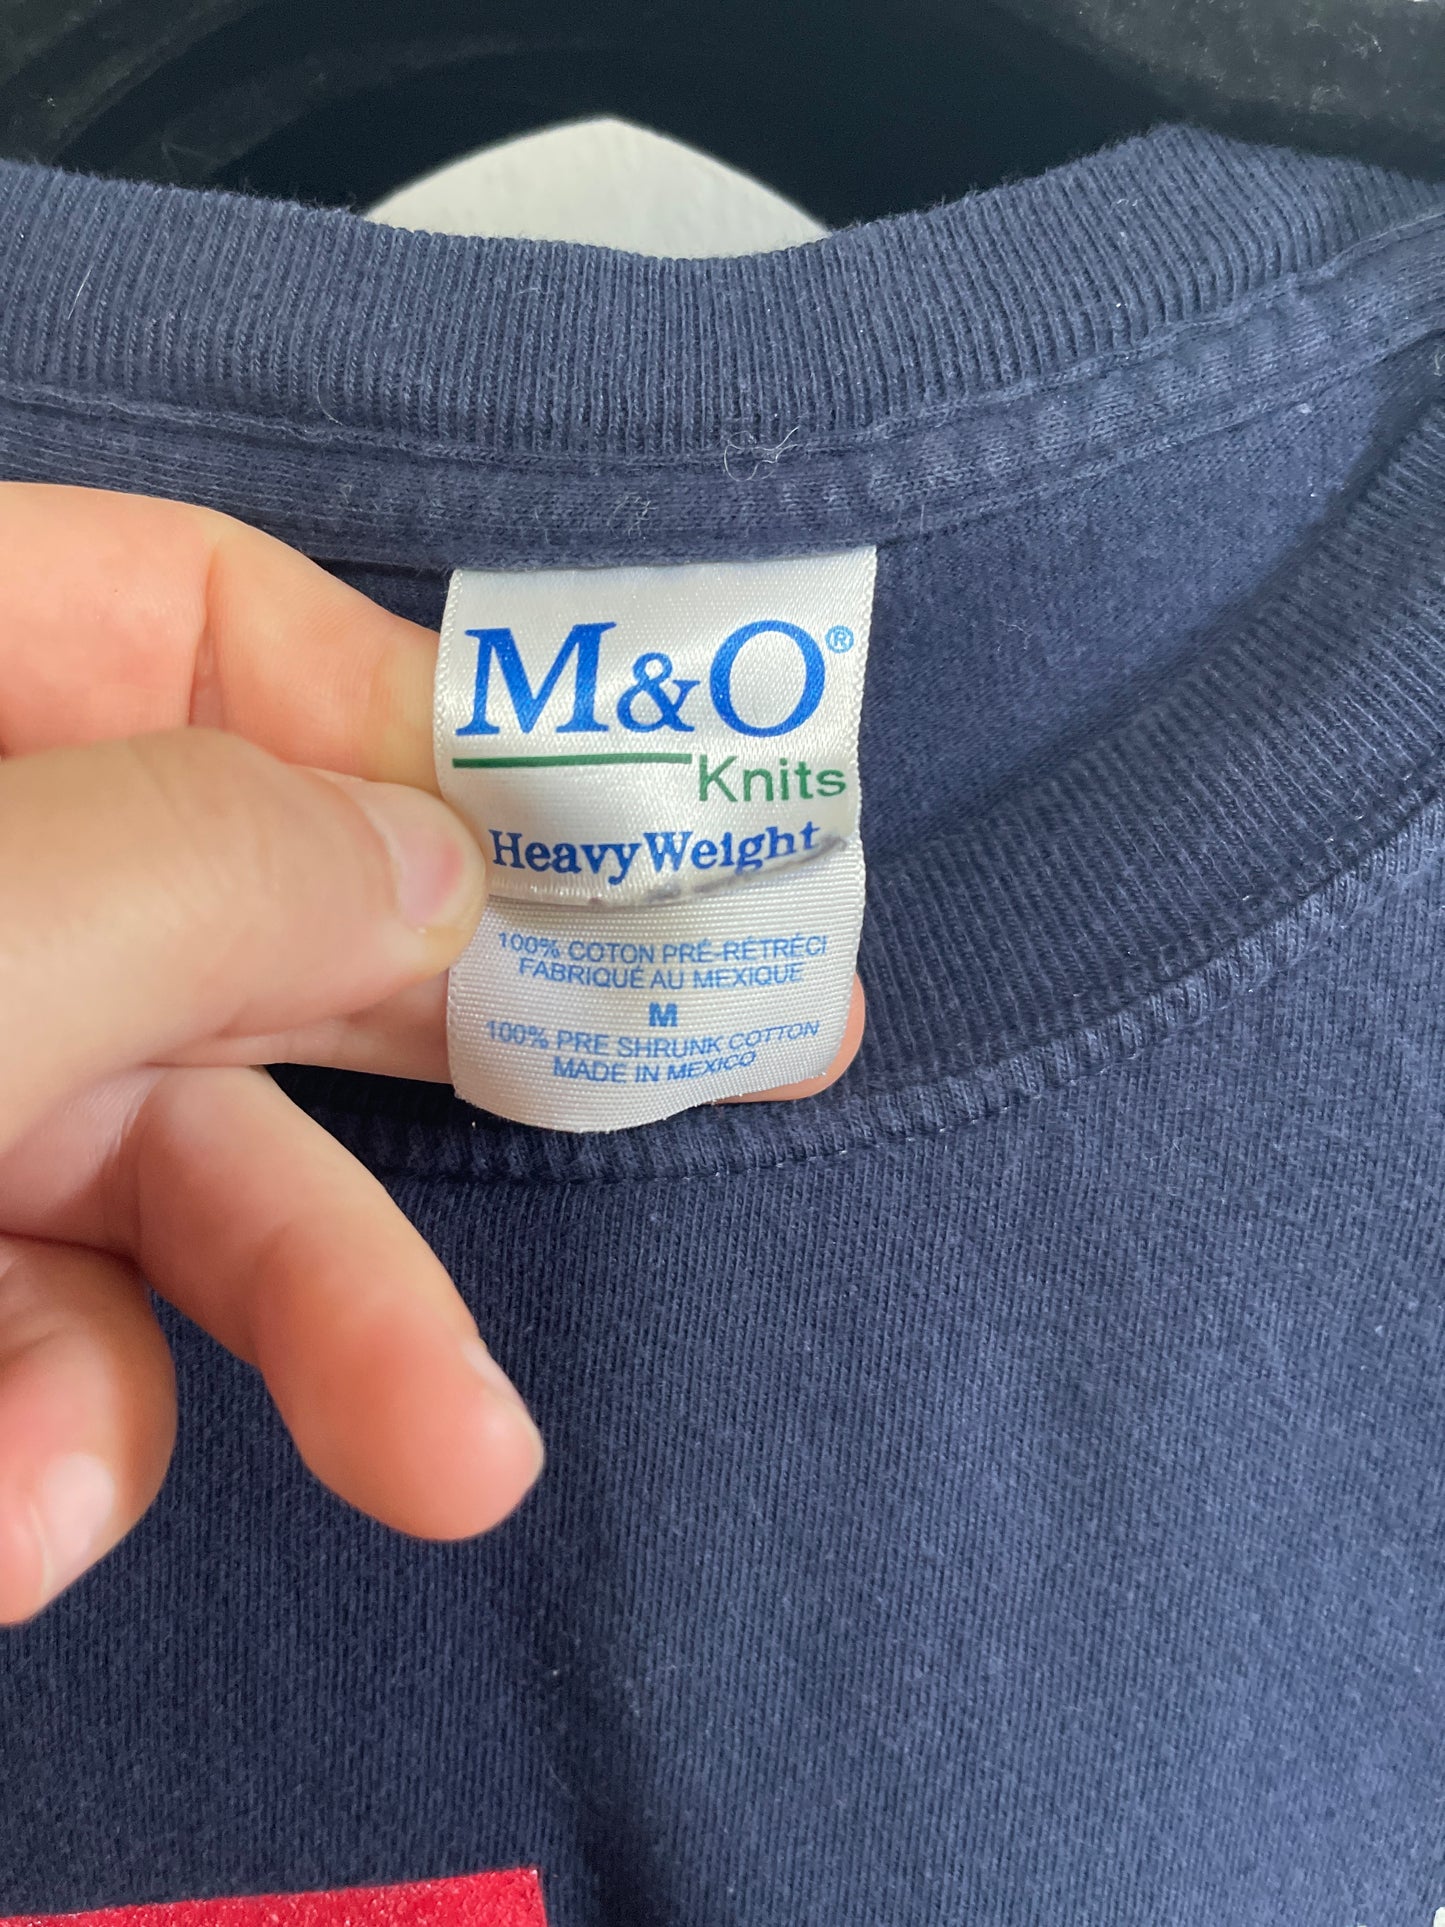 M&O®
Knits
HeavyWeight
100% COTON PRÉ-RÉTRÉCI
FABRIQUÉ AU MEXIQUE
M
100% PRE SHRUNK COTTON
MADE IN MEXICO